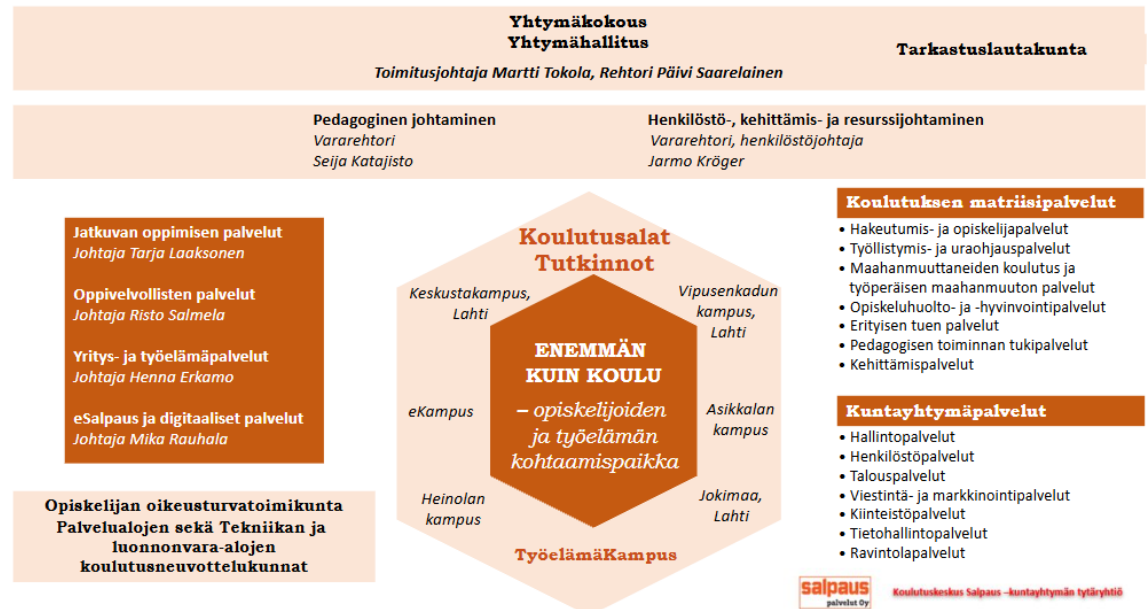 Yhtymäkokous
Yhtymähallitus
Tarkastuslautakunta
Toimitusjohtaja Martti Tokola, Rehtori Päivi Saarelainen
Pedagoginen johtaminen
Vararehtori
Seija Katajisto
Henkilöstö-, kehittämis- ja resurssijohtaminen
Vararehtori, henkilöstöjohtaja
Jarmo Kröger
Jatkuvan oppimisen palvelut
Johtaja Tarja Laaksonen
Oppivelvollisten palvelut
Johtaja Risto Salmela
Yritys- ja työelämäpalvelut
Johtaja Henna Erkamo
eSalpaus ja digitaaliset palvelut
Johtaja Mika Rauhala
Opiskelijan oikeusturvatoimikunta
Palvelualojen sekä Tekniikan ja
luonnonvara-alojen
koulutusneuvottelukunnat
Koulutusalat
Tutkinnot
Keskustakampus,
Lahti
Vipusenkadun
kampus,
Lahti
ENEMMÄN
KUIN KOULU
– opiskelijoiden
ja työelämän
kohtaamispaikka
eKampus
Asikkalan
kampus
Heinolan
kampus
Jokimaa,
Lahti
TyöelämäKampus
Koulutuksen matriisipalvelut
• Hakeutumis- ja opiskelijapalvelut
• Työllistymis- ja uraohjauspalvelut
• Maahanmuuttaneiden koulutus ja
työperäisen maahanmuuton palvelut
• Opiskeluhuolto- ja -hyvinvointipalvelut
• Erityisen tuen palvelut
• Pedagogisen toiminnan tukipalvelut
• Kehittämispalvelut
Kuntayhtymäpalvelut
• Hallintopalvelut
• Henkilöstöpalvelut
• Talouspalvelut
• Viestintä- ja markkinointipalvelut
• Kiinteistöpalvelut
• Tietohallintopalvelut
• Ravintolapalvelut
salpaus
palvelut Oy
Koulutuskeskus Salpaus –kuntayhtymän tytäryhtiö